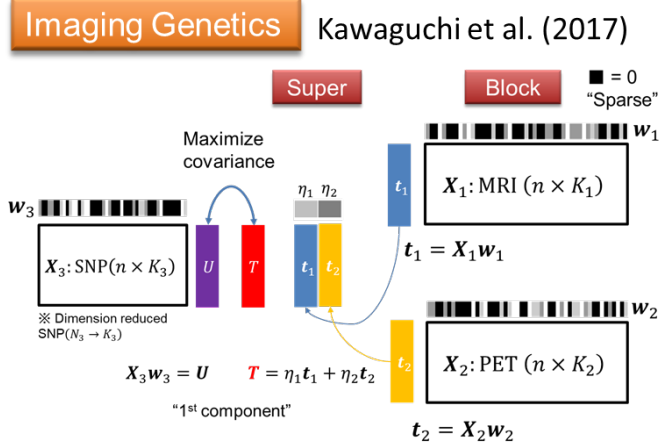 Imaging Genetics
Kawaguchi et al. (2017)
Super
Block
= 0
“Sparse”
Maximize
covariance
w₁
η₁ η₂
w₃
t₁
X₁: MRI (n × K₁)
X₃: SNP(n × K₃)
U
T
t₁
t₂
t₁ = X₁w₁
※ Dimension reduced
SNP(N₃ → K₃)
w₂
t₂
X₂: PET (n × K₂)
X₃w₃ = U
T = η₁t₁ + η₂t₂
“1st component”
t₂ = X₂w₂